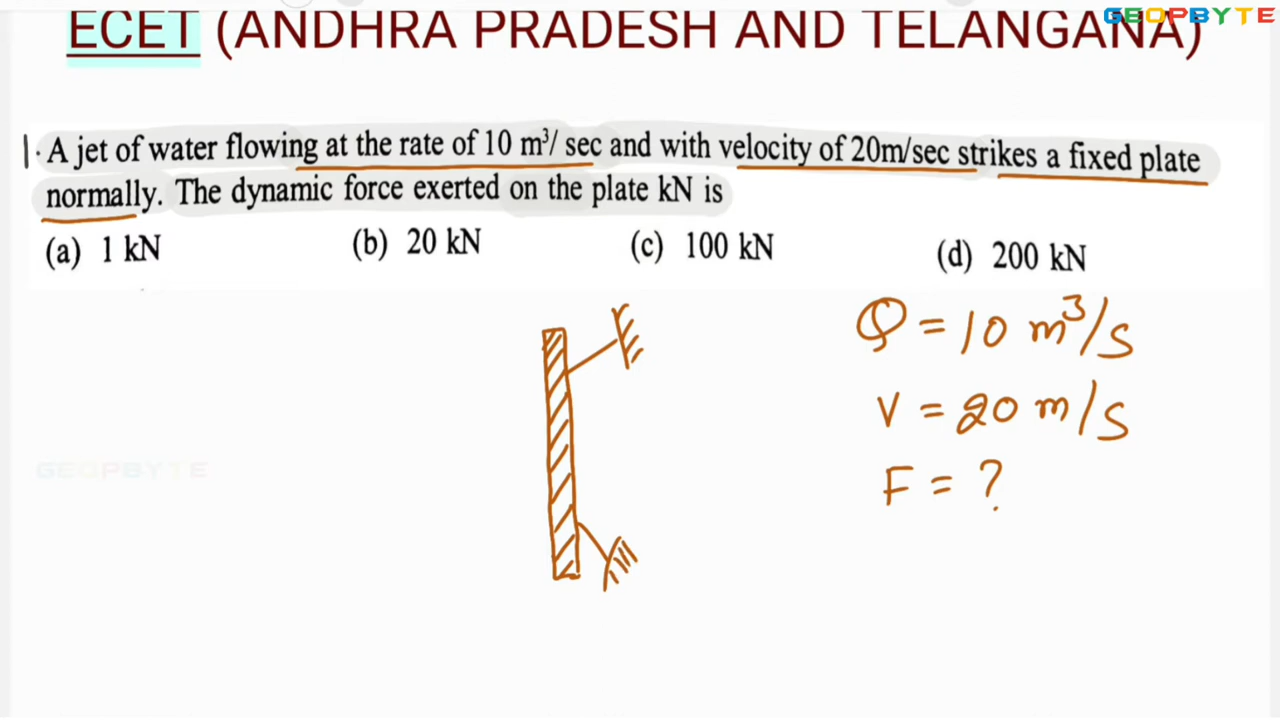 GEOPBYTE
ECET (ANDHRA PRADESH AND TELANGANA)
1. A jet of water flowing at the rate of 10 m³/ sec and with velocity of 20m/sec strikes a fixed plate
normally. The dynamic force exerted on the plate kN is
(a) 1 kN (b) 20 kN (c) 100 kN (d) 200 kN
Q = 10 m³/s
V = 20 m/s
GEOPBYTE
F = ?